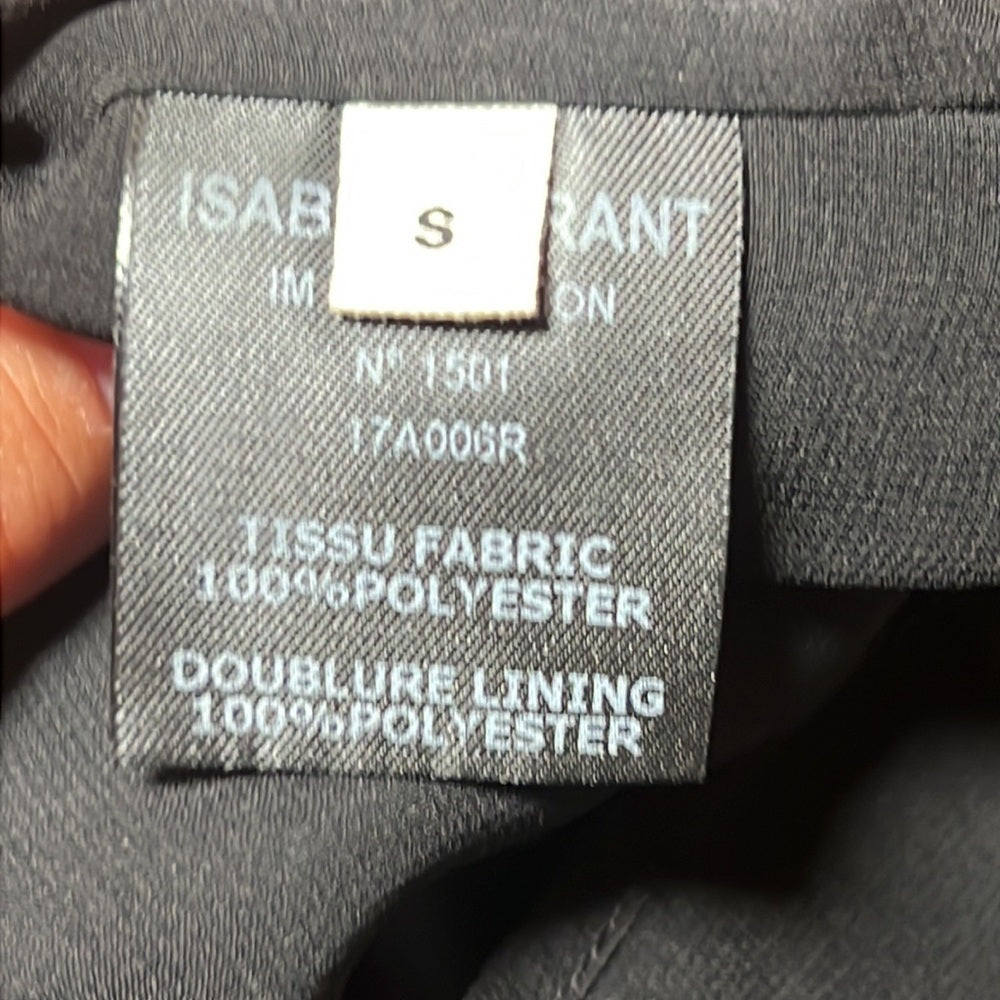 ISAB RANT
S
IM ON
N° 1501
17A006R
TISSU FABRIC
100%POLYESTER
DOUBLURE LINING
100%POLYESTER